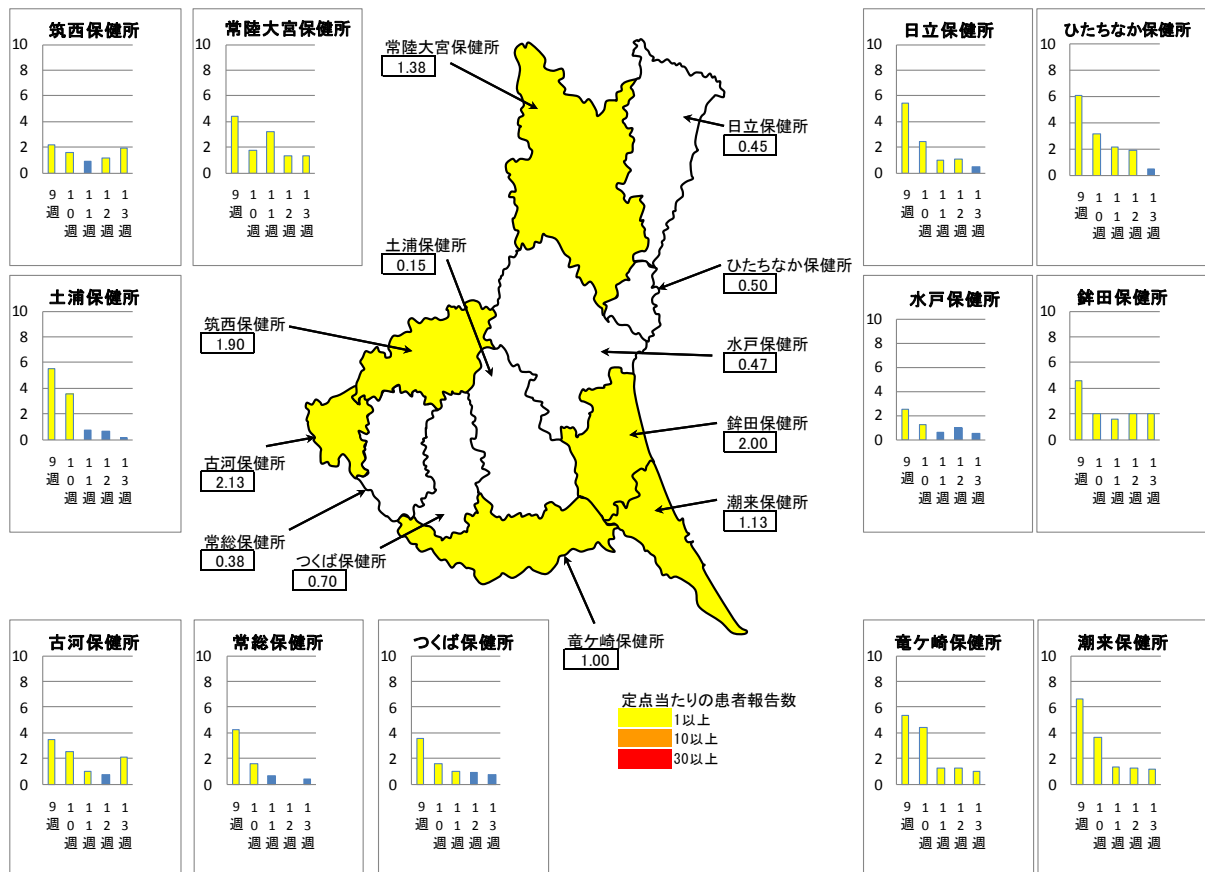 筑西保健所
10
8
6
4
2
0
9週
10週
11週
12週
13週
常陸大宮保健所
10
8
6
4
2
0
9週
10週
11週
12週
13週
常陸大宮保健所
1.38
日立保健所
0.45
土浦保健所
0.15
ひたちなか保健所
0.50
筑西保健所
1.90
水戸保健所
0.47
鉾田保健所
2.00
古河保健所
2.13
潮来保健所
1.13
常総保健所
0.38
つくば保健所
0.70
竜ケ崎保健所
1.00
定点当たりの患者報告数
1以上
10以上
30以上
日立保健所
10
8
6
4
2
0
9週
10週
11週
12週
13週
ひたちなか保健所
10
8
6
4
2
0
9週
10週
11週
12週
13週
土浦保健所
10
8
6
4
2
0
9週
10週
11週
12週
13週
水戸保健所
10
8
6
4
2
0
9週
10週
11週
12週
13週
鉾田保健所
10
8
6
4
2
0
9週
10週
11週
12週
13週
古河保健所
10
8
6
4
2
0
9週
10週
11週
12週
13週
常総保健所
10
8
6
4
2
0
9週
10週
11週
12週
13週
つくば保健所
10
8
6
4
2
0
9週
10週
11週
12週
13週
竜ケ崎保健所
10
8
6
4
2
0
9週
10週
11週
12週
13週
潮来保健所
10
8
6
4
2
0
9週
10週
11週
12週
13週